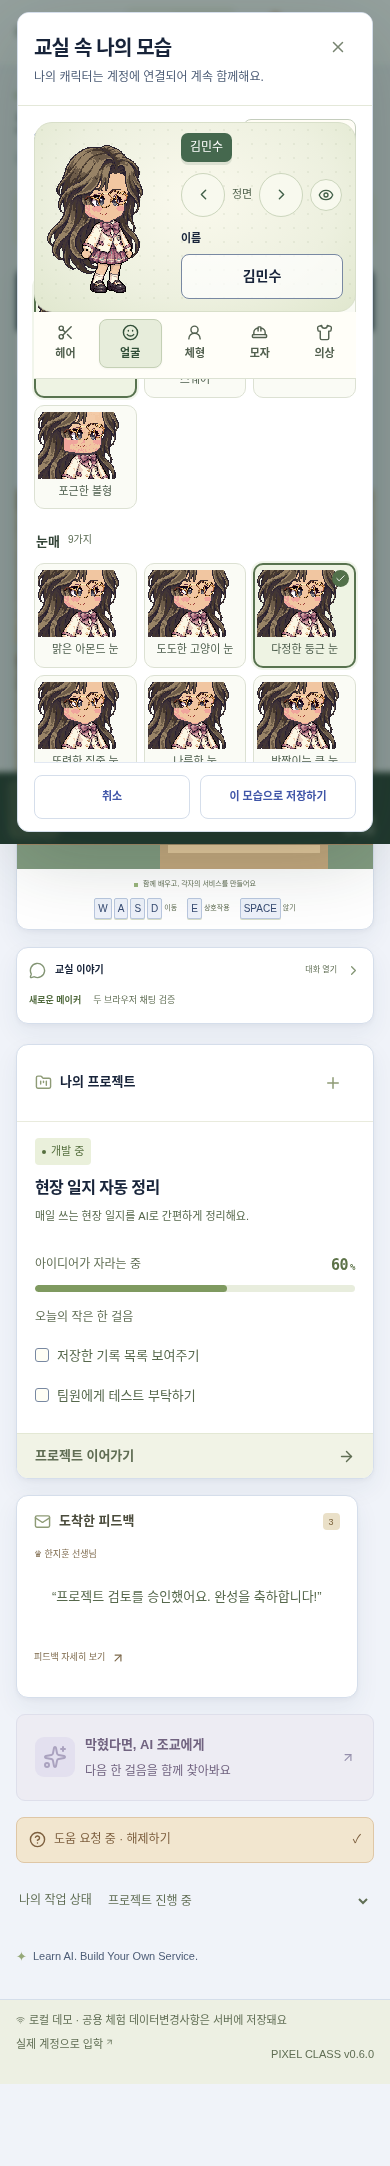 교실 속 나의 모습
나의 캐릭터는 계정에 연결되어 계속 함께해요.
김민수
정면
이름
김민수
헤어
얼굴
체형
모자
의상
포근한 볼형
눈매 9가지
맑은 아몬드 눈
도도한 고양이 눈
다정한 둥근 눈
또렷한 집중 눈
나른한 눈
반짝이는 큰 눈
취소
이 모습으로 저장하기
함께 배우고, 각자의 서비스를 만들어요
W A S D 이동 E 상호작용 SPACE 앉기
교실 이야기
대화 열기
새로운 메이커 두 브라우저 채팅 검증
나의 프로젝트
개발 중
현장 일지 자동 정리
매일 쓰는 현장 일지를 AI로 간편하게 정리해요.
아이디어가 자라는 중
60%
오늘의 작은 한 걸음
저장한 기록 목록 보여주기
팀원에게 테스트 부탁하기
프로젝트 이어가기
도착한 피드백
3
한지훈 선생님
“프로젝트 검토를 승인했어요. 완성을 축하합니다!”
피드백 자세히 보기
막혔다면, AI 조교에게
다음 한 걸음을 함께 찾아봐요
도움 요청 중 · 해제하기
나의 작업 상태 프로젝트 진행 중
Learn AI. Build Your Own Service.
로컬 데모 · 공용 체험 데이터변경사항은 서버에 저장돼요
실제 계정으로 입학
PIXEL CLASS v0.6.0